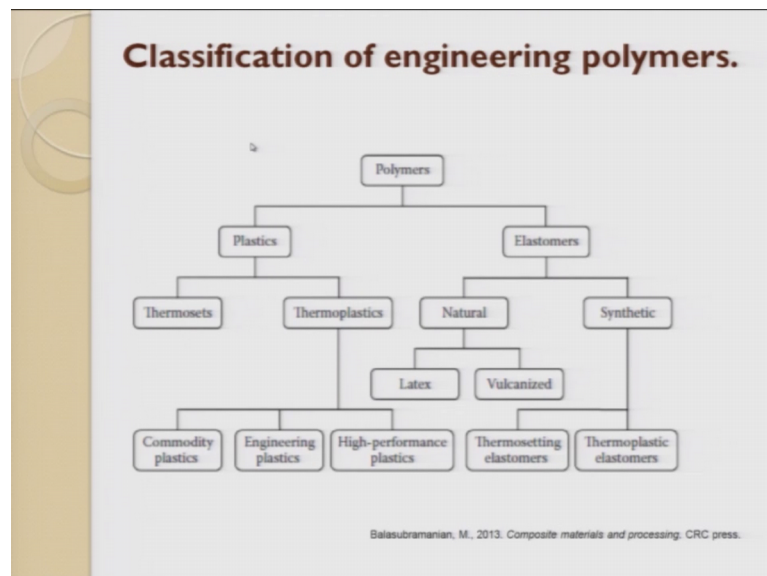 Classification of engineering polymers.
Polymers
Plastics
Elastomers
Thermosets
Thermoplastics
Natural
Synthetic
Latex
Vulcanized
Commodity
plastics
Engineering
plastics
High-performance
plastics
Thermosetting
elastomers
Thermoplastic
elastomers
Balasubramanian, M., 2013. Composite materials and processing. CRC press.